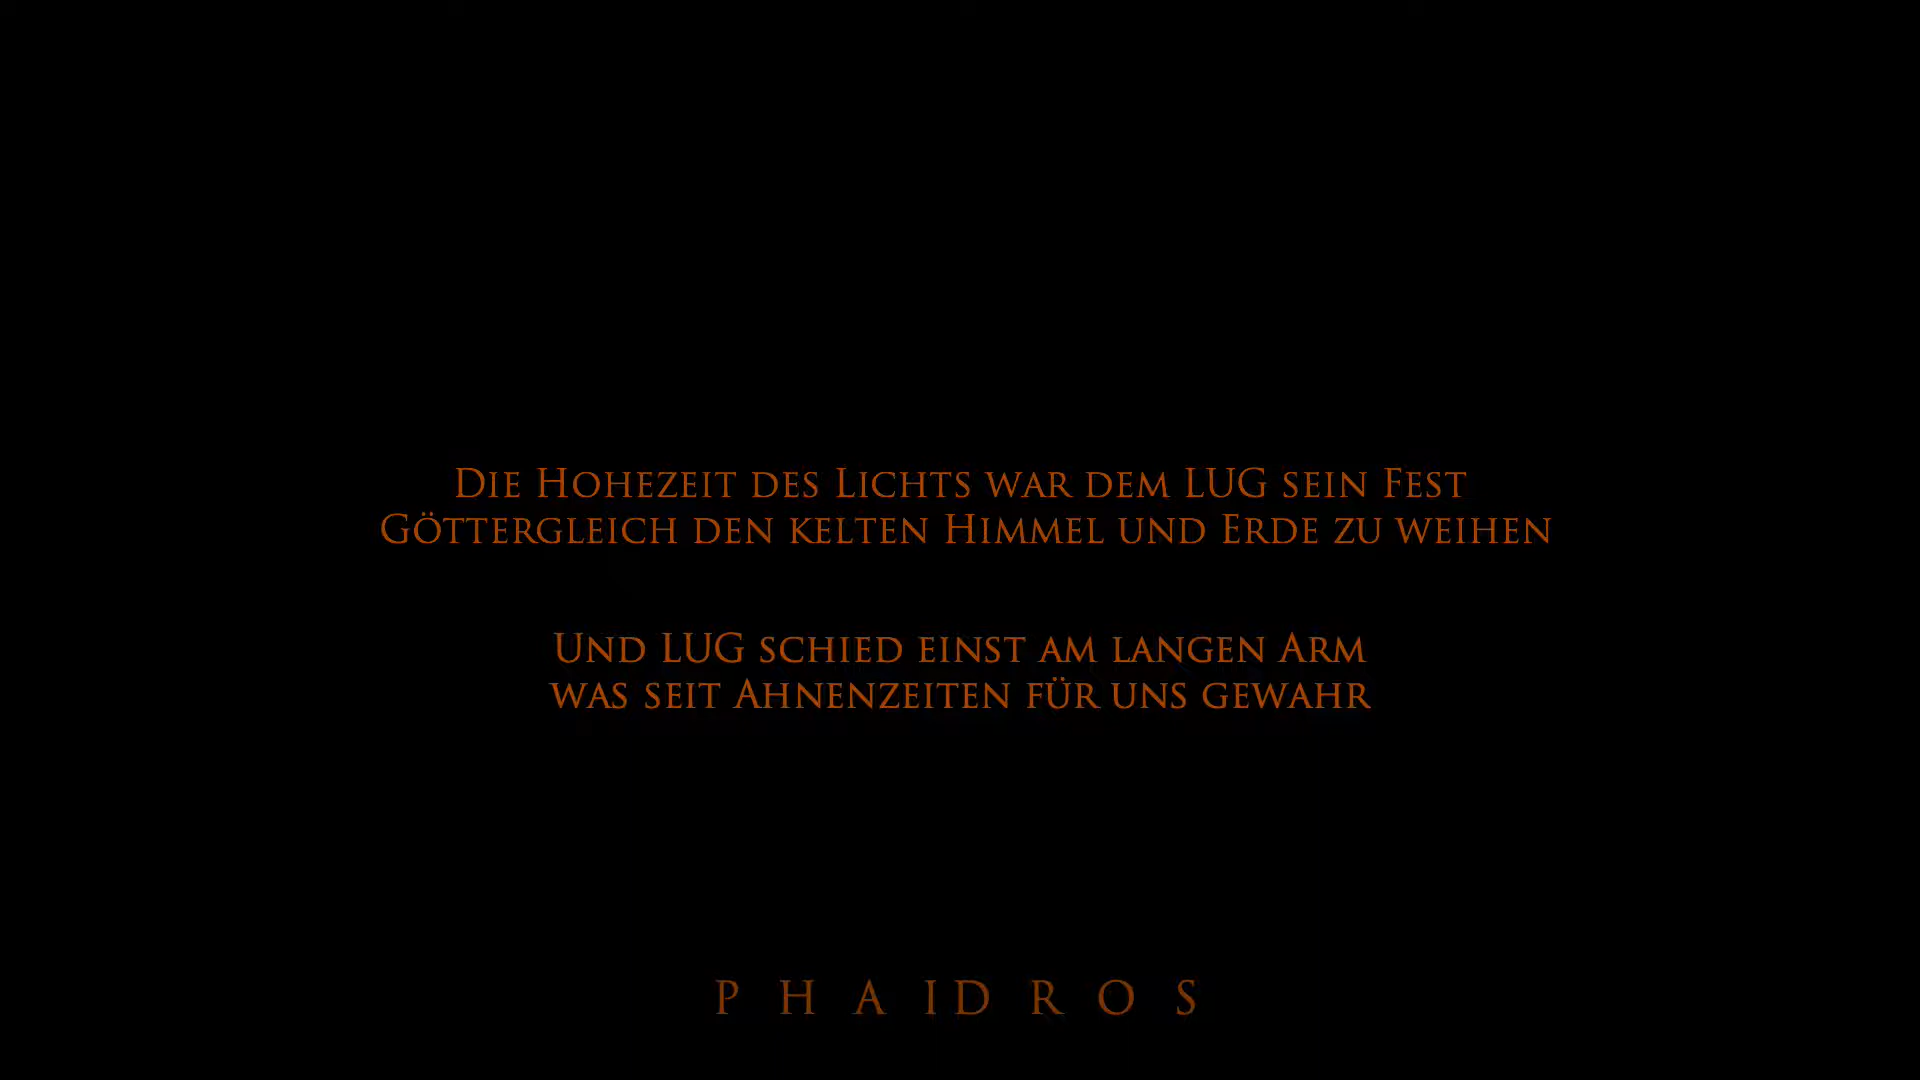 Die Hohezeit des Lichts war dem LUG sein Fest
Göttergleich den kelten Himmel und Erde zu weihen
Und LUG schied einst am langen Arm
was seit Ahnenzeiten für uns gewahr
PHAIDROS